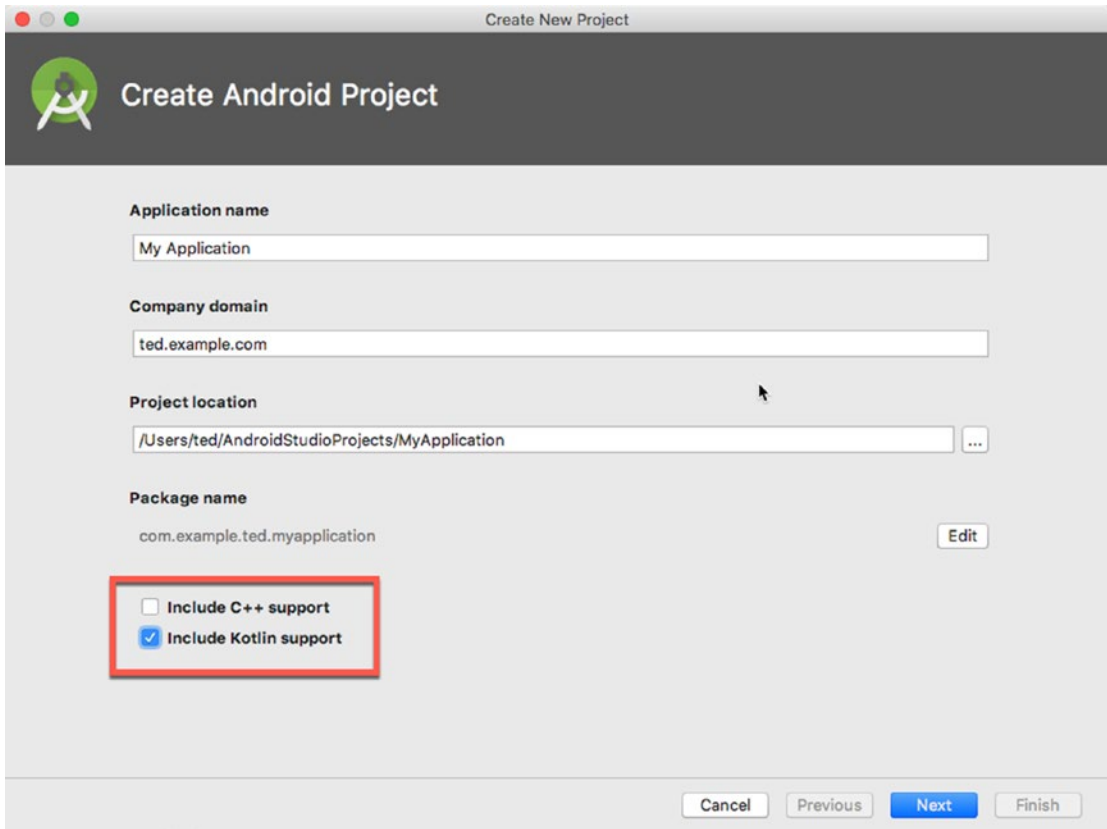 Create New Project
Create Android Project
Application name
My Application
Company domain
ted.example.com
Project location
/Users/ted/AndroidStudioProjects/MyApplication
...
Package name
com.example.ted.myapplication
Edit
Include C++ support
Include Kotlin support
Cancel Previous Next Finish